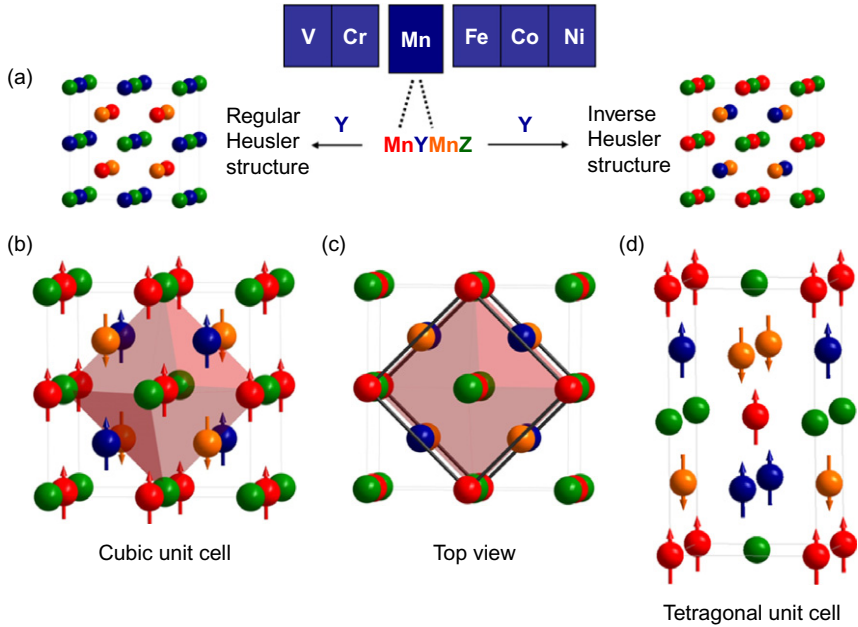 V Cr Mn Fe Co Ni
(a)
Regular
Heusler
structure
Y
MnYMnZ
Y
Inverse
Heusler
structure
(b)
(c)
(d)
Cubic unit cell
Top view
Tetragonal unit cell